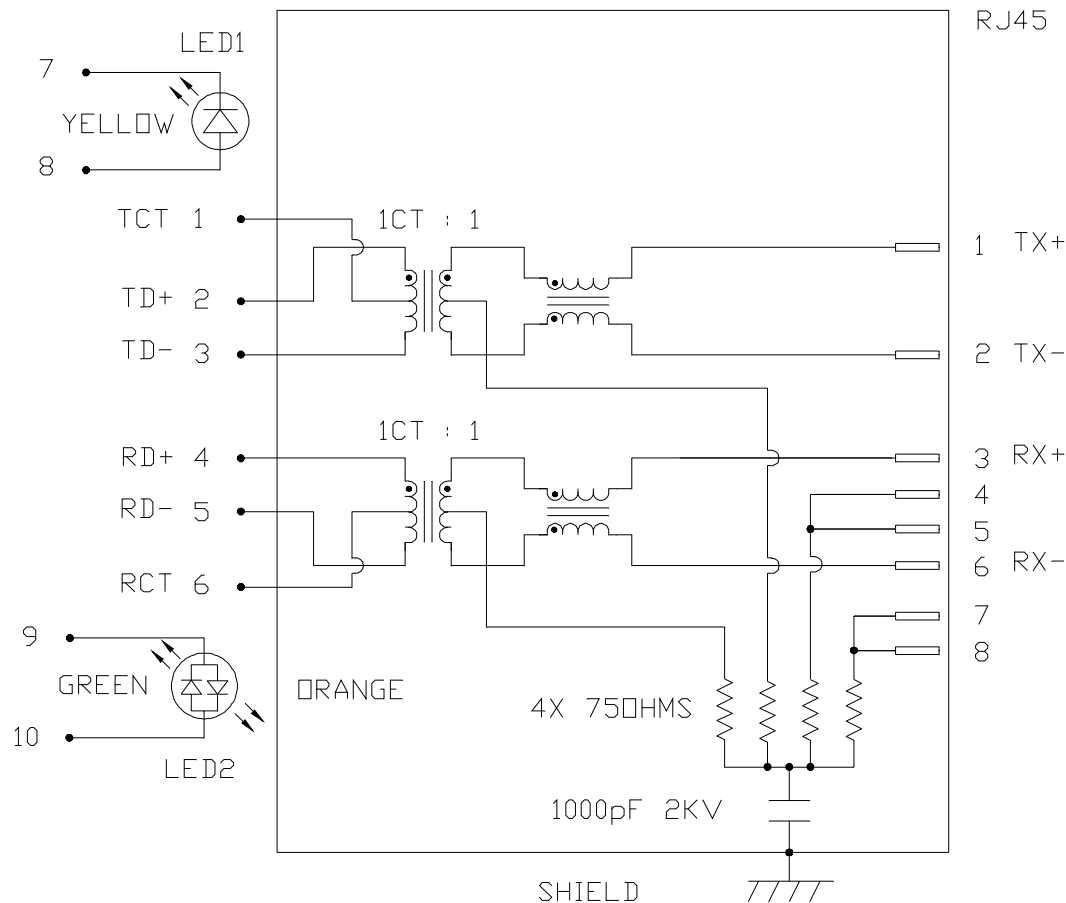 RJ45
LED1
7
YELLOW
8
TCT 1
1CT : 1
1 TX+
TD+ 2
TD- 3
2 TX-
1CT : 1
RD+ 4
3 RX+
4
RD- 5
5
RCT 6
6 RX-
7
9
8
GREEN
ORANGE
4X 75OHMS
10
LED2
1000pF 2KV
SHIELD